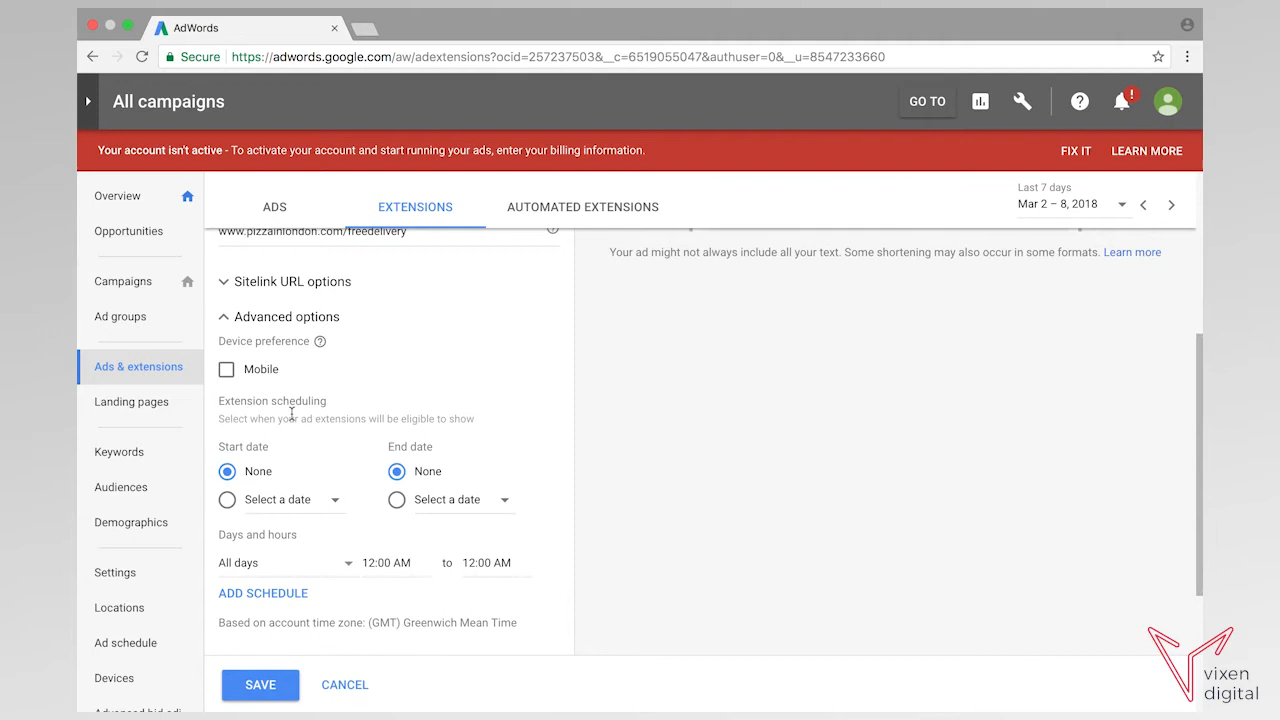 AdWords
Secure https://adwords.google.com/aw/adextensions?ocid=257237503&__c=6519055047&authuser=0&__u=8547233660
All campaigns
GO TO
!
Your account isn't active - To activate your account and start running your ads, enter your billing information.
FIX IT LEARN MORE
Overview
Opportunities
Campaigns
Ad groups
Ads & extensions
Landing pages
Keywords
Audiences
Demographics
Settings
Locations
Ad schedule
Devices
ADS EXTENSIONS AUTOMATED EXTENSIONS
Last 7 days
Mar 2 – 8, 2018
www.pizzainlondon.com/freedelivery
Your ad might not always include all your text. Some shortening may also occur in some formats. Learn more
Sitelink URL options
Advanced options
Device preference
Mobile
Extension scheduling
Select when your ad extensions will be eligible to show
Start date End date
None None
Select a date Select a date
Days and hours
All days 12:00 AM to 12:00 AM
ADD SCHEDULE
Based on account time zone: (GMT) Greenwich Mean Time
SAVE CANCEL
vixen
digital